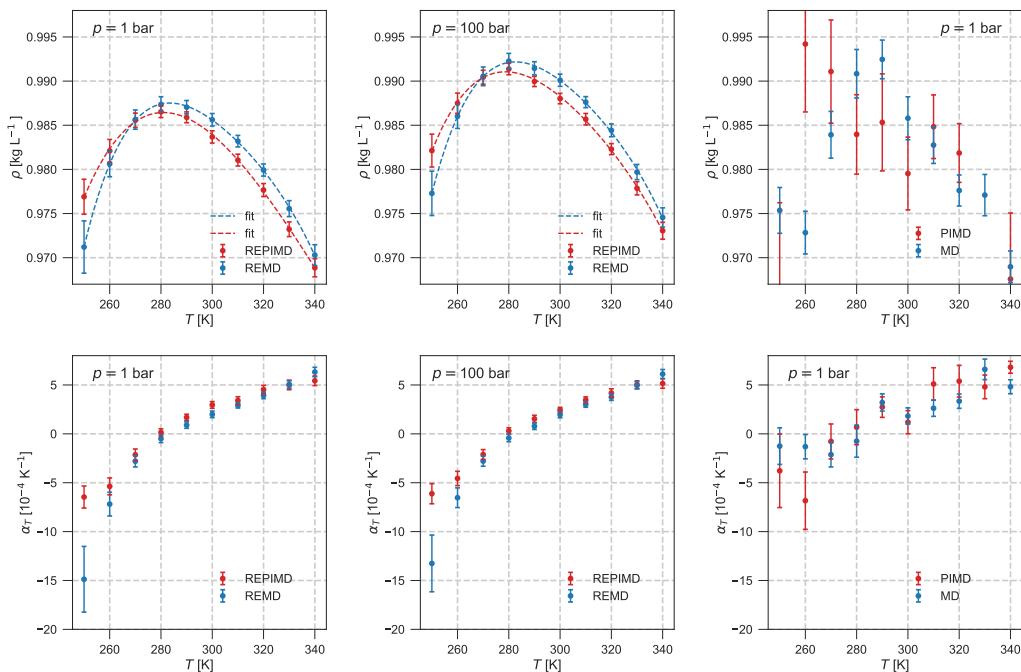 p = 1 bar
0.995
0.990
0.985
0.980
0.975
0.970
ρ [kg L⁻¹]
fit
fit
REPIMD
REMD
260 280 300 320 340
T [K]
p = 100 bar
0.995
0.990
0.985
0.980
0.975
0.970
ρ [kg L⁻¹]
fit
fit
REPIMD
REMD
260 280 300 320 340
T [K]
p = 1 bar
0.995
0.990
0.985
0.980
0.975
0.970
ρ [kg L⁻¹]
PIMD
MD
260 280 300 320 340
T [K]
p = 1 bar
5
0
−5
−10
−15
−20
α_T [10⁻⁴ K⁻¹]
REPIMD
REMD
260 280 300 320 340
T [K]
p = 100 bar
5
0
−5
−10
−15
−20
α_T [10⁻⁴ K⁻¹]
REPIMD
REMD
260 280 300 320 340
T [K]
p = 1 bar
5
0
−5
−10
−15
−20
α_T [10⁻⁴ K⁻¹]
PIMD
MD
260 280 300 320 340
T [K]